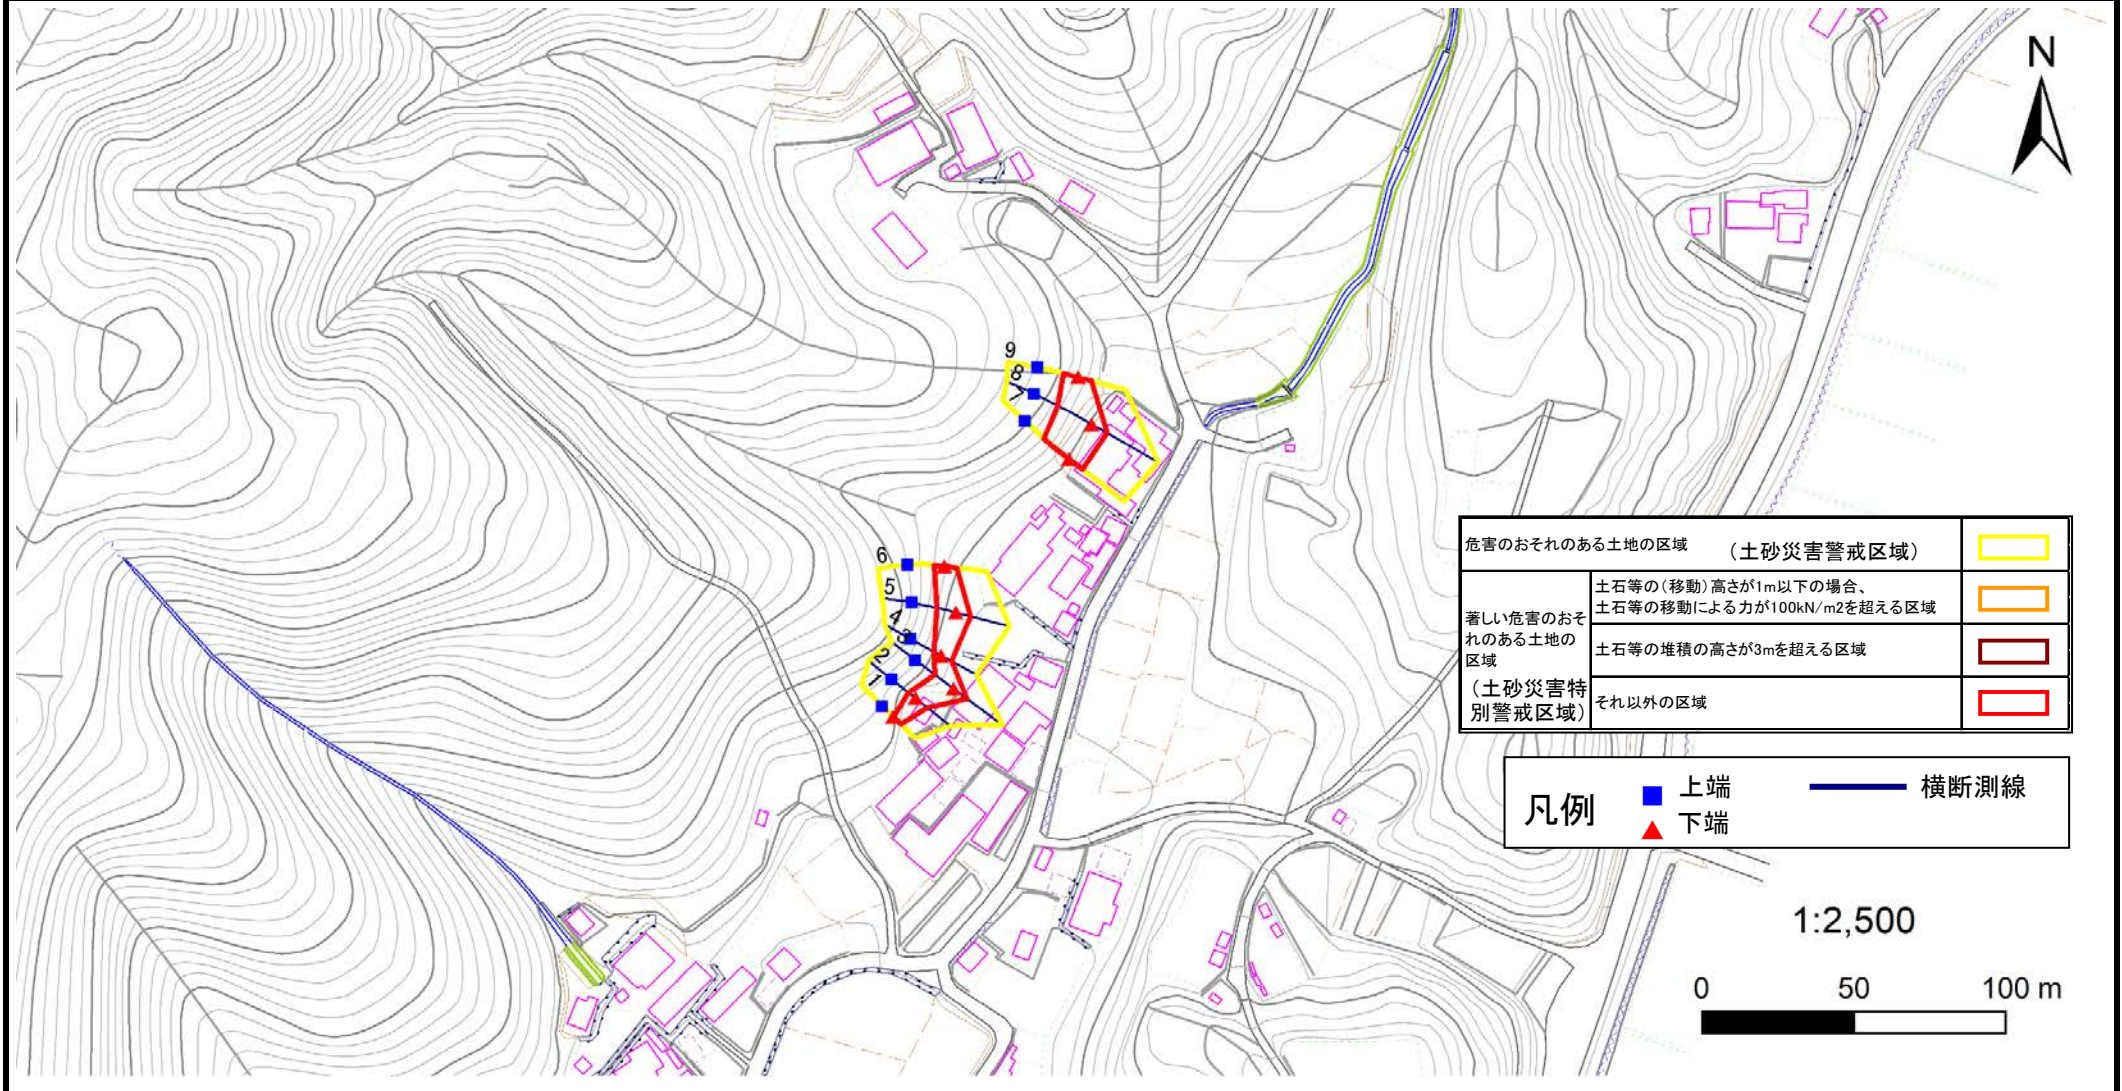 N
9
8
7
6
5
4
3
2
1
危害のおそれのある土地の区域 (土砂災害警戒区域)
著しい危害のおそ
れのある土地の
区域
(土砂災害特
別警戒区域)
土石等の(移動)高さが1m以下の場合、
土石等の移動による力が100kN/m2を超える区域
土石等の堆積の高さが3mを超える区域
それ以外の区域
凡例
上端
下端
横断測線
1:2,500
0 50 100 m